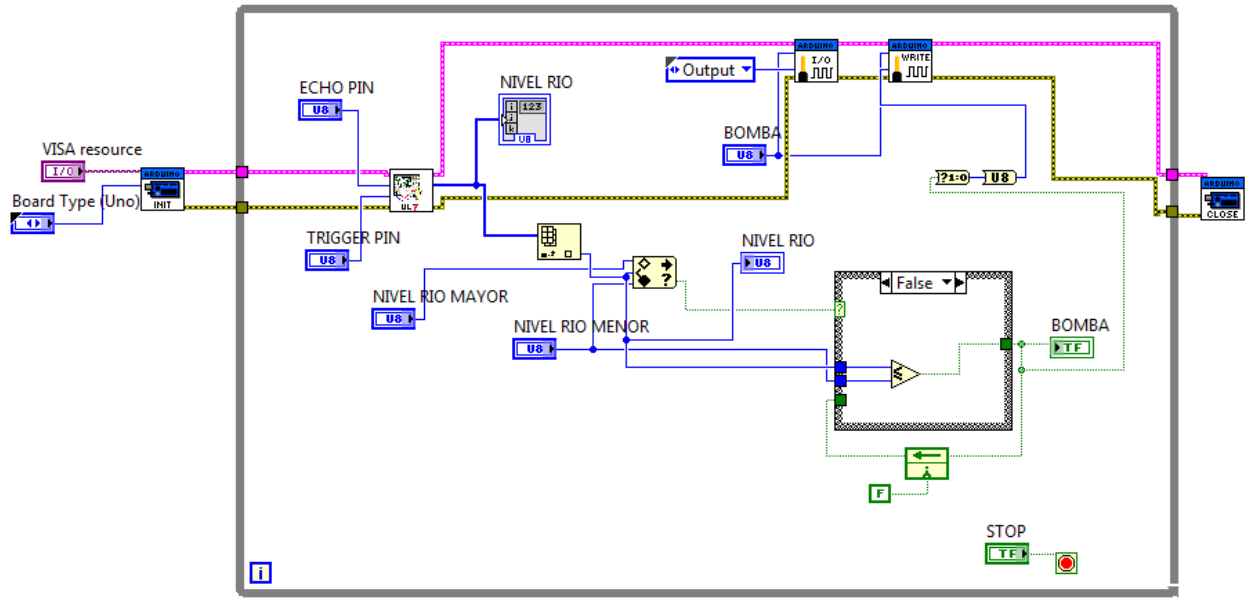 ARDUINO
ARDUINO
Output
I/O
WRITE
NIVEL RIO
ECHO PIN
i
123
j
k
U8
U8
BOMBA
U8
VISA resource
I/O
ARDUINO
INIT
?1:0
U8
ARDUINO
CLOSE
Board Type (Uno)
UL7
TRIGGER PIN
U8
NIVEL RIO
U8
?
False
NIVEL RIO MAYOR
U8
?
NIVEL RIO MENOR
U8
BOMBA
TF
≤
F
STOP
TF
i